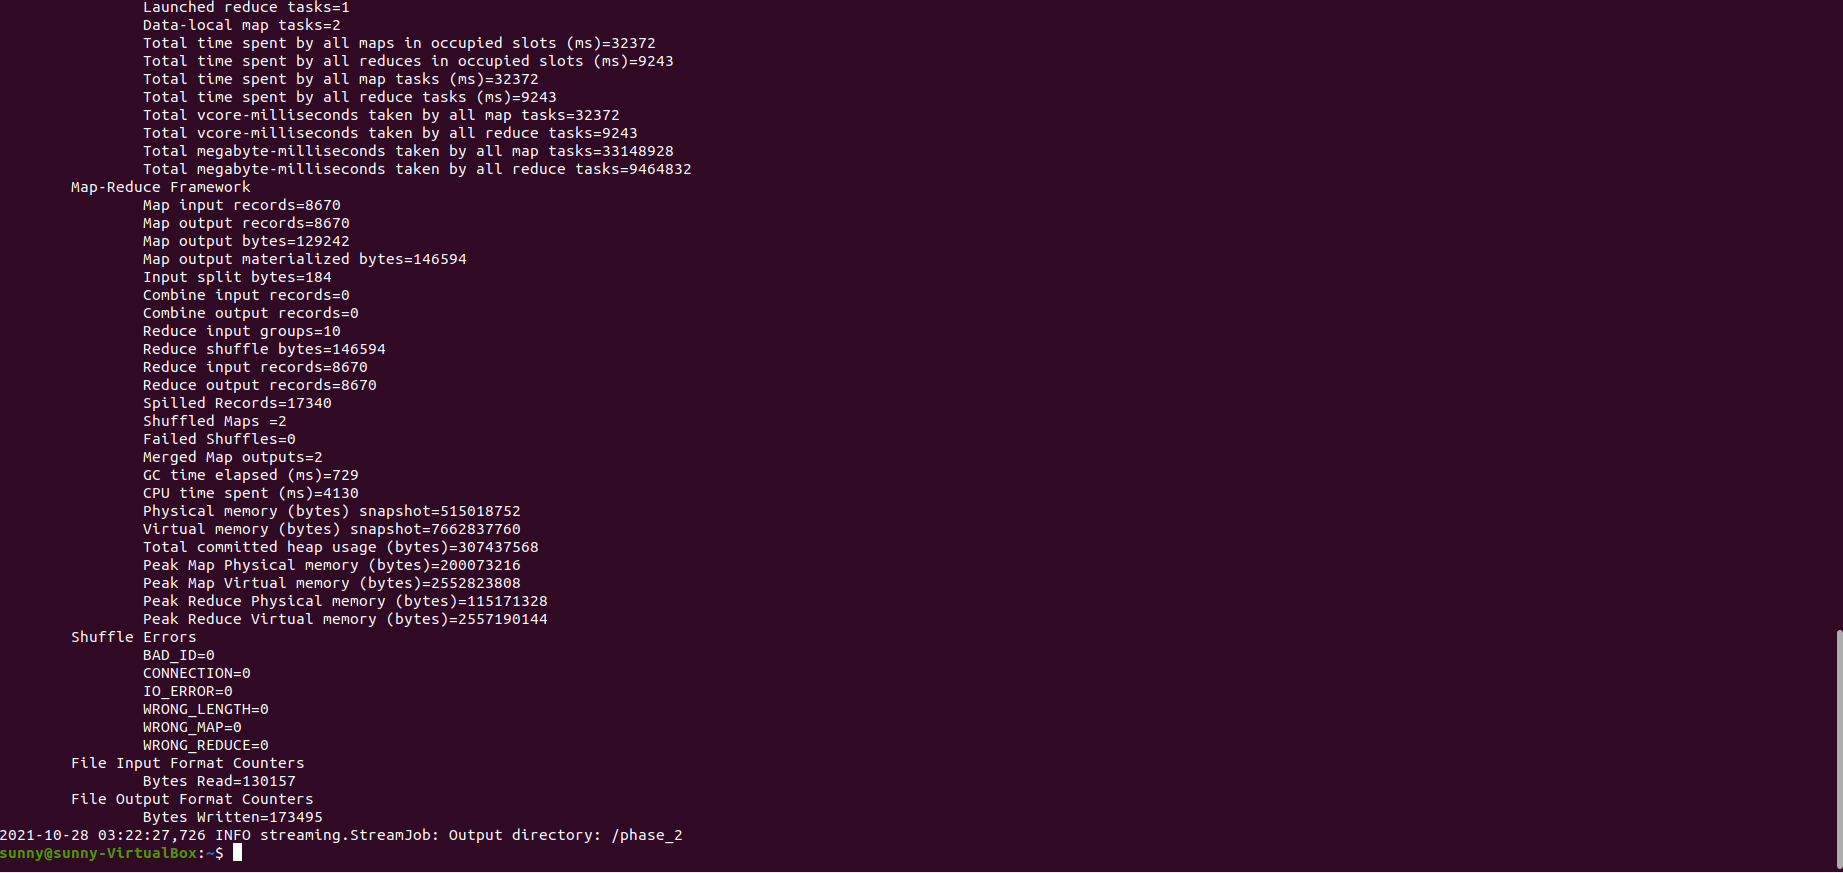 Launched reduce tasks=1
Data-local map tasks=2
Total time spent by all maps in occupied slots (ms)=32372
Total time spent by all reduces in occupied slots (ms)=9243
Total time spent by all map tasks (ms)=32372
Total time spent by all reduce tasks (ms)=9243
Total vcore-milliseconds taken by all map tasks=32372
Total vcore-milliseconds taken by all reduce tasks=9243
Total megabyte-milliseconds taken by all map tasks=33148928
Total megabyte-milliseconds taken by all reduce tasks=9464832
Map-Reduce Framework
Map input records=8670
Map output records=8670
Map output bytes=129242
Map output materialized bytes=146594
Input split bytes=184
Combine input records=0
Combine output records=0
Reduce input groups=10
Reduce shuffle bytes=146594
Reduce input records=8670
Reduce output records=8670
Spilled Records=17340
Shuffled Maps =2
Failed Shuffles=0
Merged Map outputs=2
GC time elapsed (ms)=729
CPU time spent (ms)=4130
Physical memory (bytes) snapshot=515018752
Virtual memory (bytes) snapshot=7662837760
Total committed heap usage (bytes)=307437568
Peak Map Physical memory (bytes)=200073216
Peak Map Virtual memory (bytes)=2552823808
Peak Reduce Physical memory (bytes)=115171328
Peak Reduce Virtual memory (bytes)=2557190144
Shuffle Errors
BAD_ID=0
CONNECTION=0
IO_ERROR=0
WRONG_LENGTH=0
WRONG_MAP=0
WRONG_REDUCE=0
File Input Format Counters
Bytes Read=130157
File Output Format Counters
Bytes Written=173495
2021-10-28 03:22:27,726 INFO streaming.StreamJob: Output directory: /phase_2
sunny@sunny-VirtualBox:~$